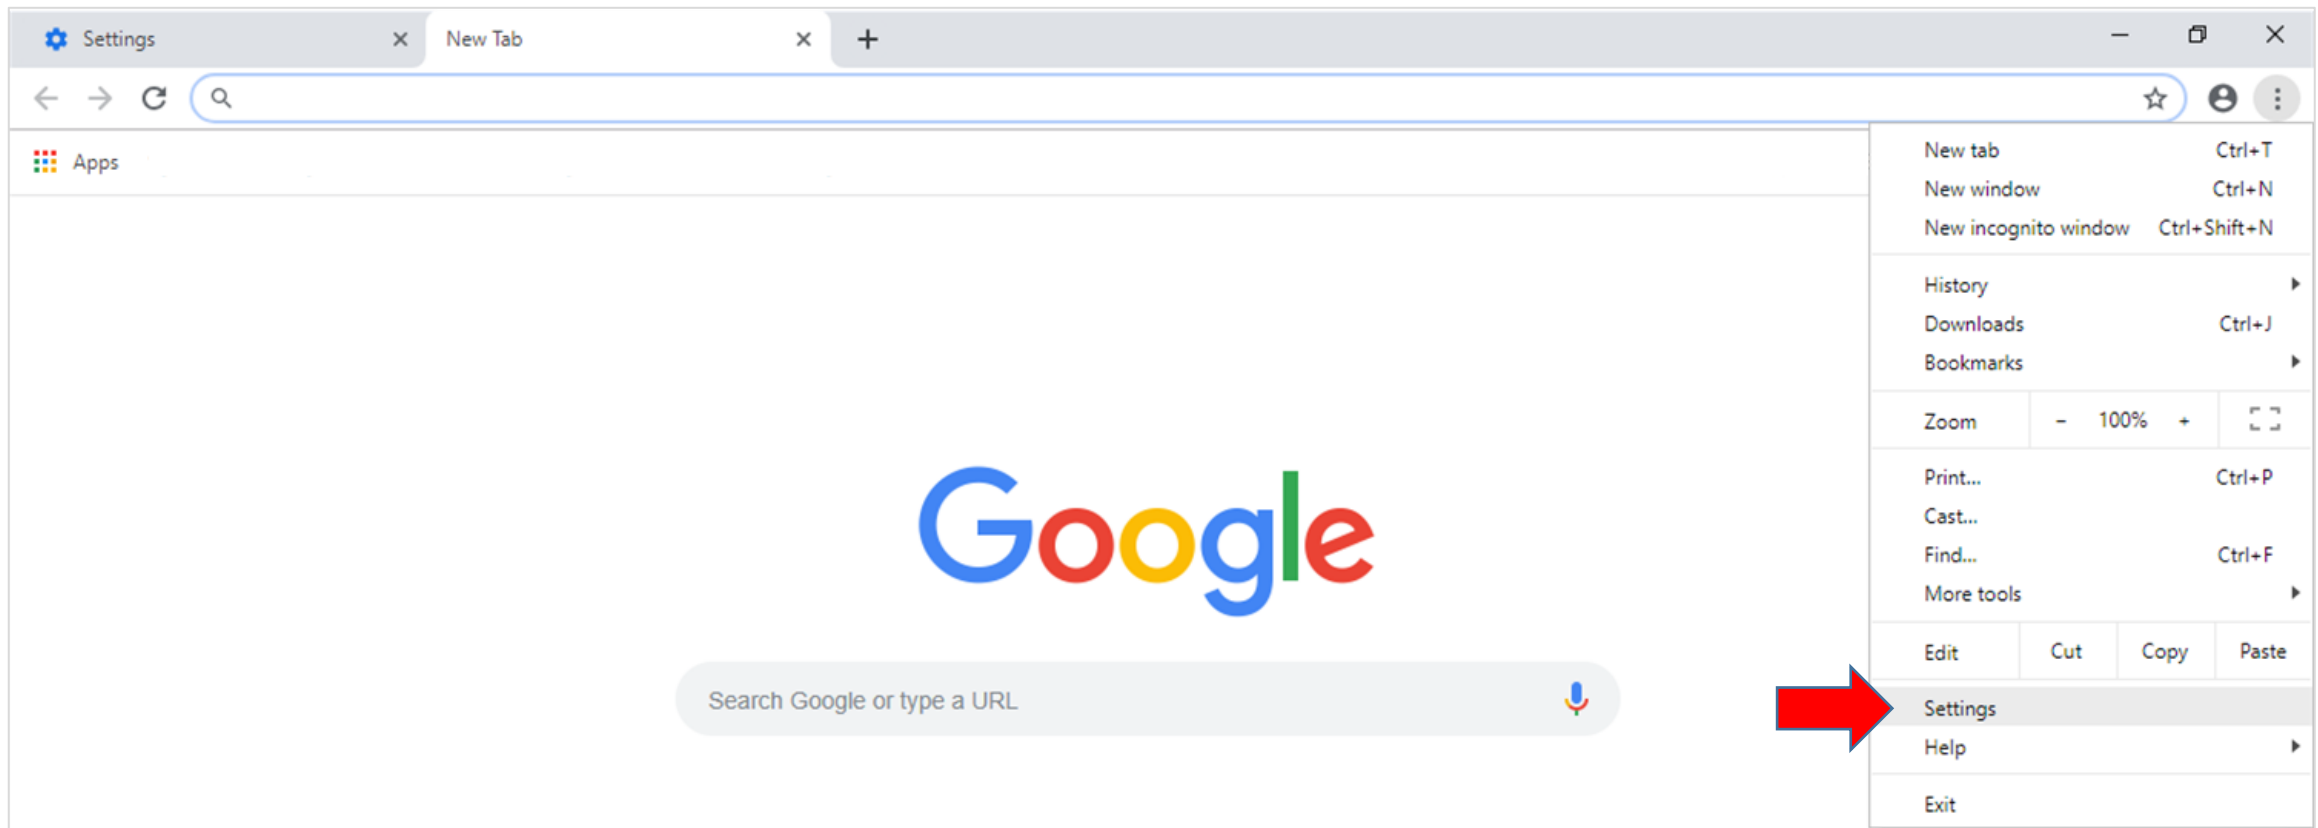 Settings
New Tab
Apps
New tab Ctrl+T
New window Ctrl+N
New incognito window Ctrl+Shift+N
History
Downloads Ctrl+J
Bookmarks
Zoom - 100% +
Google
Print... Ctrl+P
Cast...
Find... Ctrl+F
More tools
Edit Cut Copy Paste
Search Google or type a URL
Settings
Help
Exit